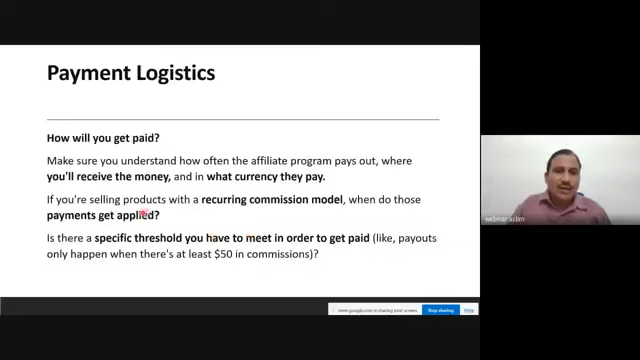 Payment Logistics
How will you get paid?
Make sure you understand how often the affiliate program pays out, where
you'll receive the money, and in what currency they pay.
If you're selling products with a recurring commission model, when do those
payments get applied?
Is there a specific threshold you have to meet in order to get paid (like, payouts
only happen when there's at least $50 in commissions)?
webinar asbm
meet.google.com is sharing your screen.
Stop sharing
Hide